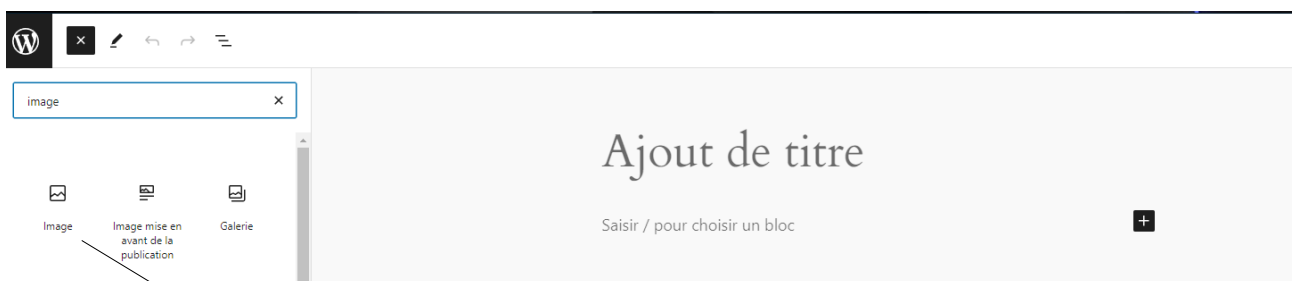 image
Ajout de titre
Image
Image mise en
avant de la
publication
Galerie
Saisir / pour choisir un bloc